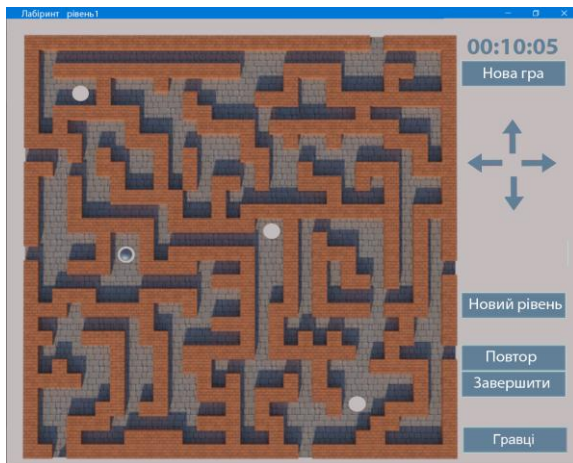 Лабіринт рівень1
00:10:05
Нова гра
Новий рівень
Повтор
Завершити
Гравці